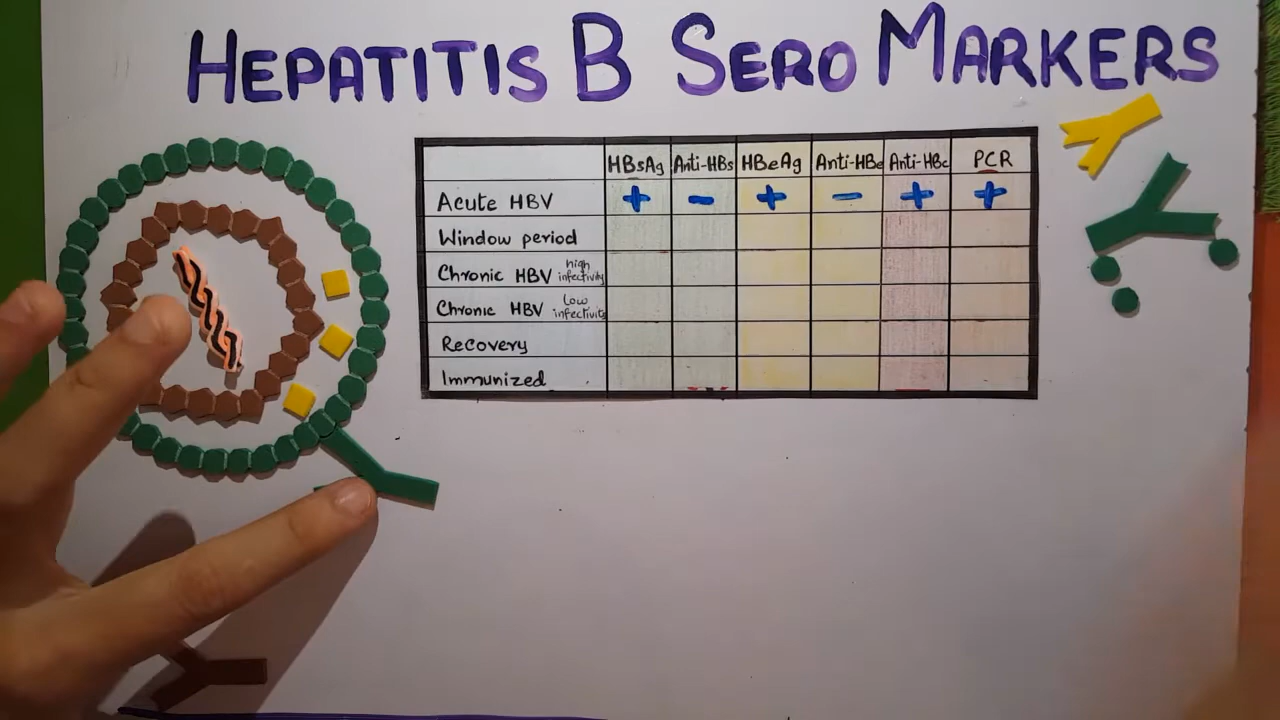 HEPATITIS B SERO MARKERS
HBsAg Anti-HBs HBeAg Anti-HBe Anti-HBc PCR
Acute HBV + − + − + +
Window period
Chronic HBV high infectivity
Chronic HBV Low infectivity
Recovery
Immunized